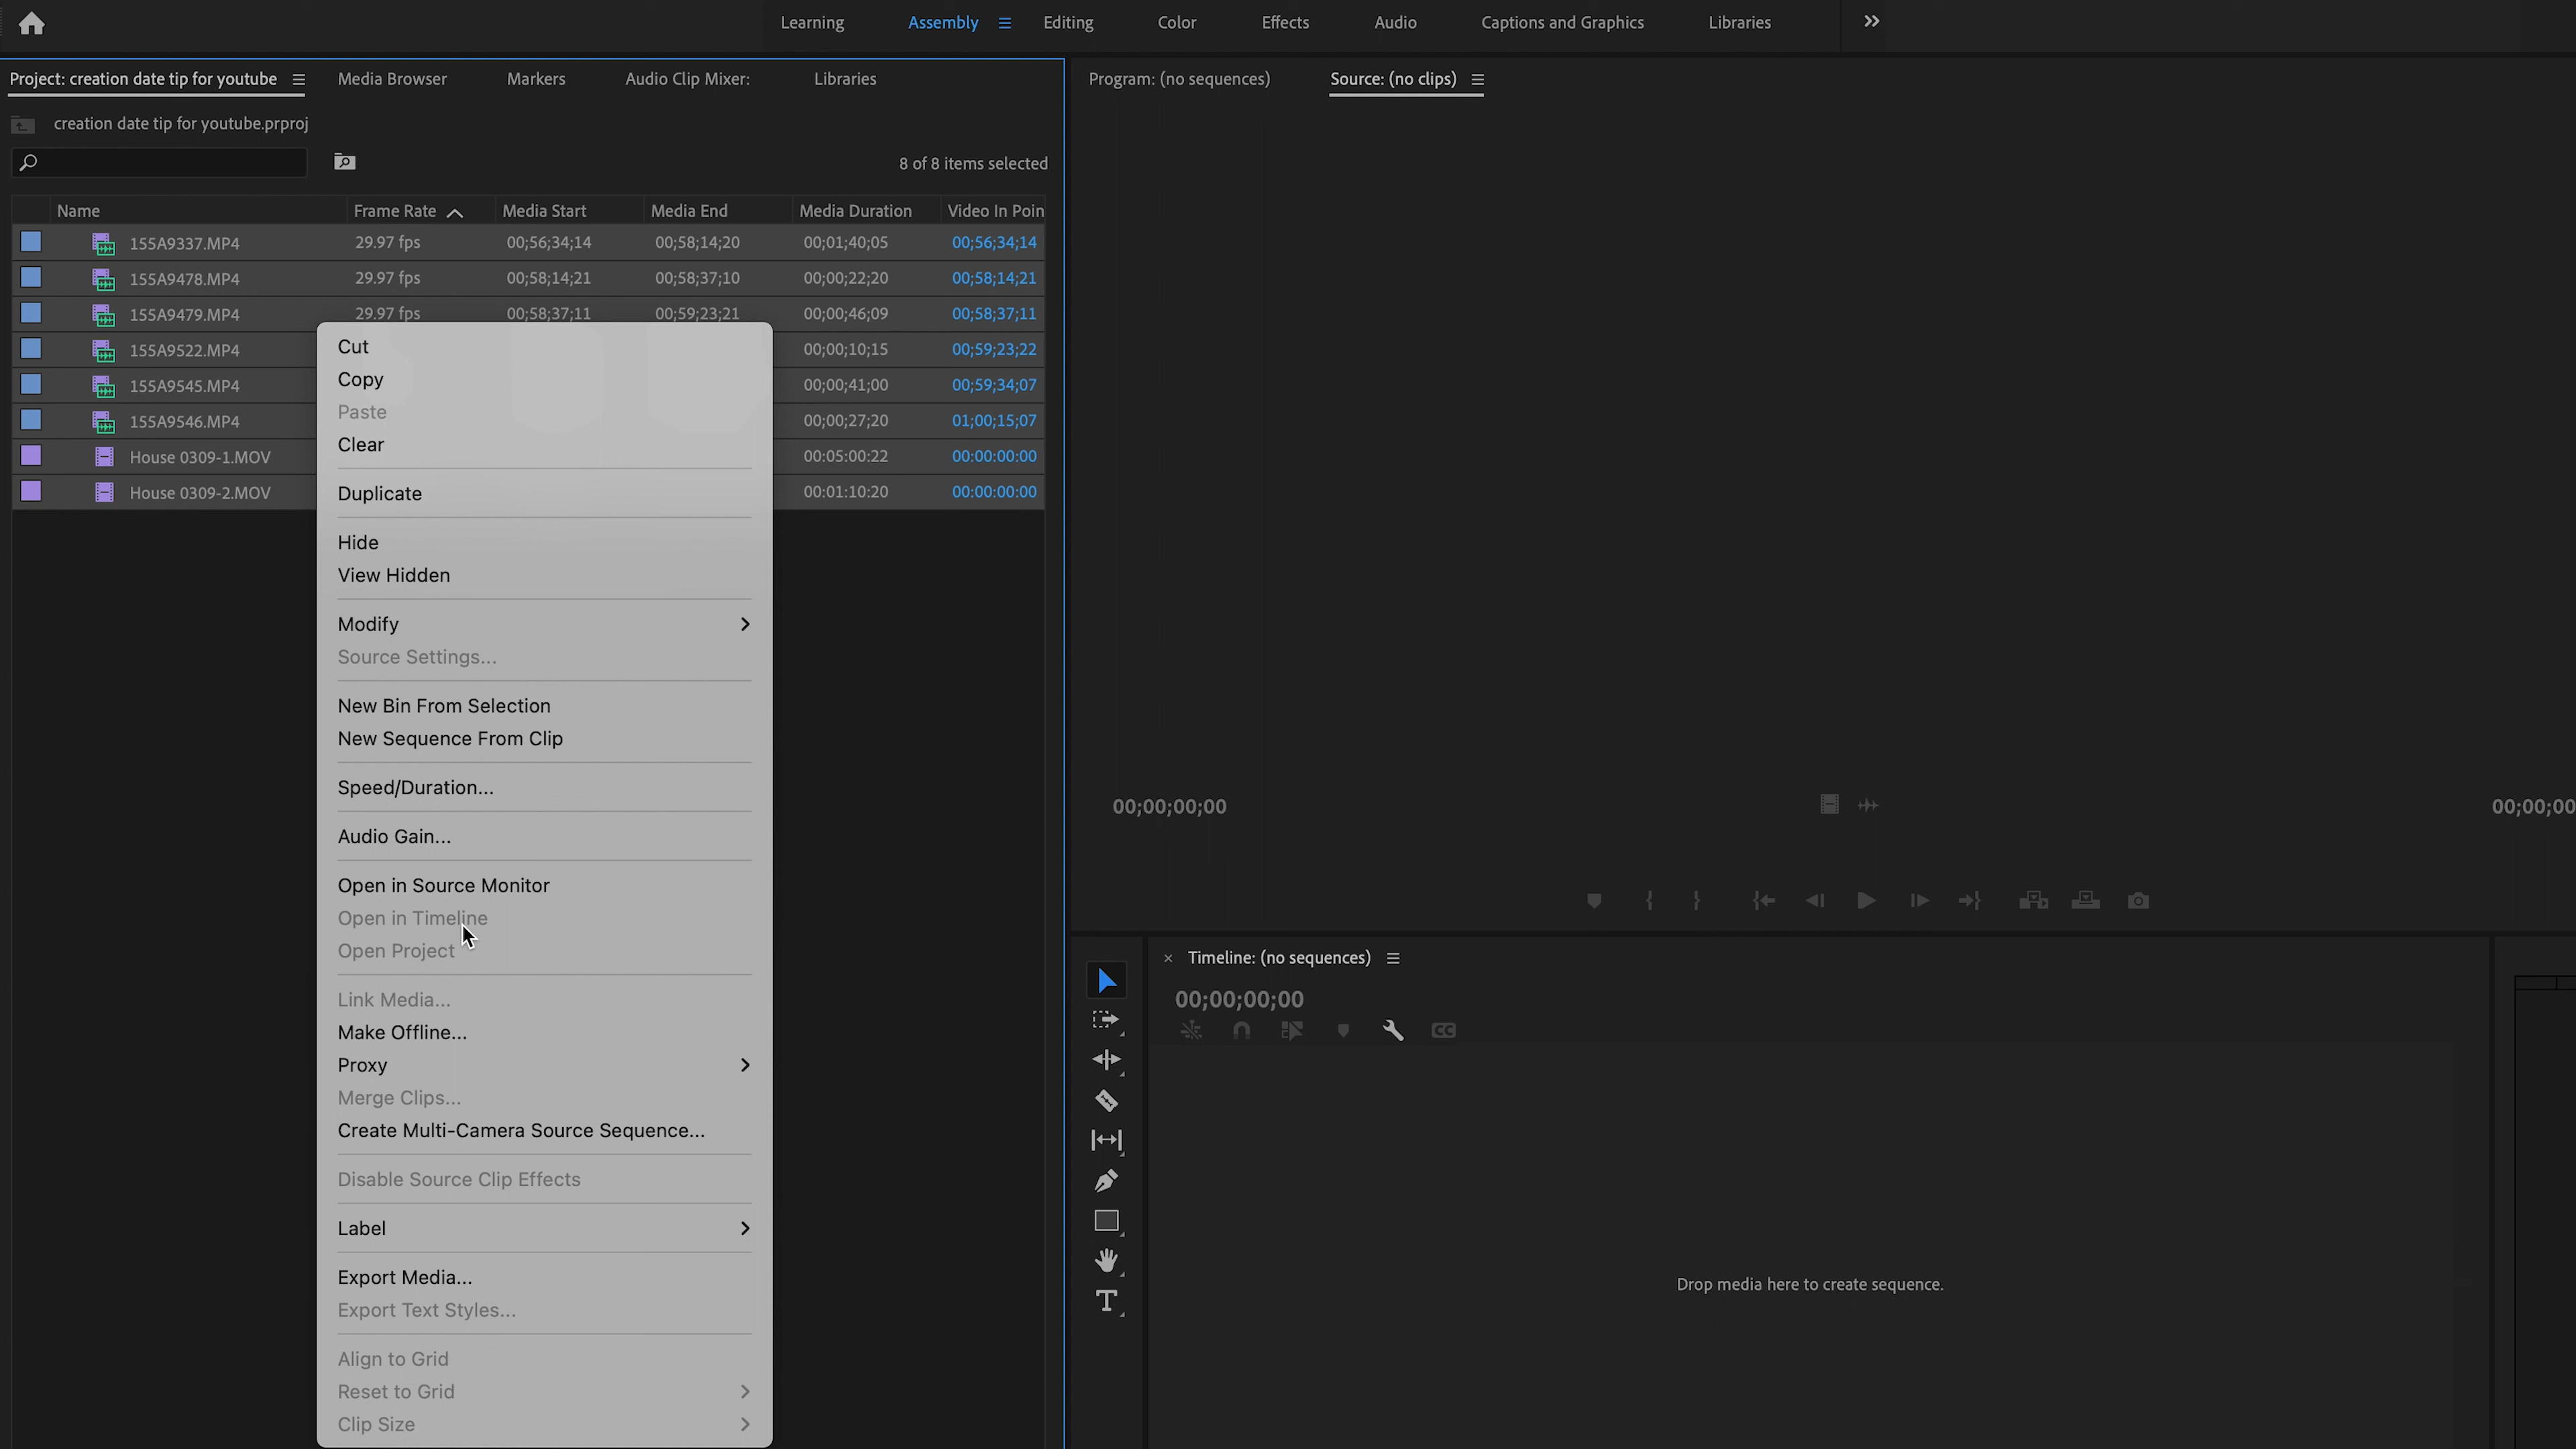 Learning Assembly Editing Color Effects Audio Captions and Graphics Libraries
Project: creation date tip for youtube Media Browser Markers Audio Clip Mixer: Libraries
creation date tip for youtube.prproj
8 of 8 items selected
Name Frame Rate Media Start Media End Media Duration Video In Poin
155A9337.MP4 29.97 fps 00;56;34;14 00;58;14;20 00;01;40;05 00;56;34;14
155A9478.MP4 29.97 fps 00;58;14;21 00;58;37;10 00;00;22;20 00;58;14;21
155A9479.MP4 29.97 fps 00;58;37;11 00;59;23;21 00;00;46;09 00;58;37;11
155A9522.MP4 00;00;10;15 00;59;23;22
155A9545.MP4 00;00;41;00 00;59;34;07
155A9546.MP4 00;00;27;20 01;00;15;07
House 0309-1.MOV 00:05:00:22 00:00:00:00
House 0309-2.MOV 00:01:10:20 00:00:00:00
Cut
Copy
Paste
Clear
Duplicate
Hide
View Hidden
Modify
Source Settings...
New Bin From Selection
New Sequence From Clip
Speed/Duration...
Audio Gain...
Open in Source Monitor
Open in Timeline
Open Project
Link Media...
Make Offline...
Proxy
Merge Clips...
Create Multi-Camera Source Sequence...
Disable Source Clip Effects
Label
Export Media...
Export Text Styles...
Align to Grid
Reset to Grid
Clip Size
Program: (no sequences) Source: (no clips)
00;00;00;00 00;00;00;00
Timeline: (no sequences)
00;00;00;00
CC
Drop media here to create sequence.